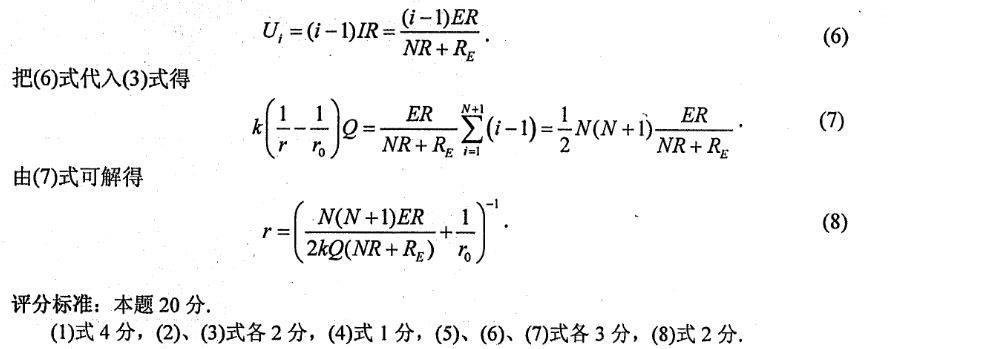 U_i = (i−1)IR = \frac{(i−1)ER}{NR + R_E}. (6)
把(6)式代入(3)式得
k\left(\frac{1}{r} − \frac{1}{r_0}\right)Q = \frac{ER}{NR + R_E} \sum_{i=1}^{N+1}(i−1) = \frac{1}{2}N(N+1)\frac{ER}{NR + R_E}. (7)
由(7)式可解得
r = \left(\frac{N(N+1)ER}{2kQ(NR + R_E)} + \frac{1}{r_0}\right)^{−1}. (8)
评分标准：本题 20 分.
(1)式 4 分，(2)、(3)式各 2 分，(4)式 1 分，(5)、(6)、(7)式各 3 分，(8)式 2 分.